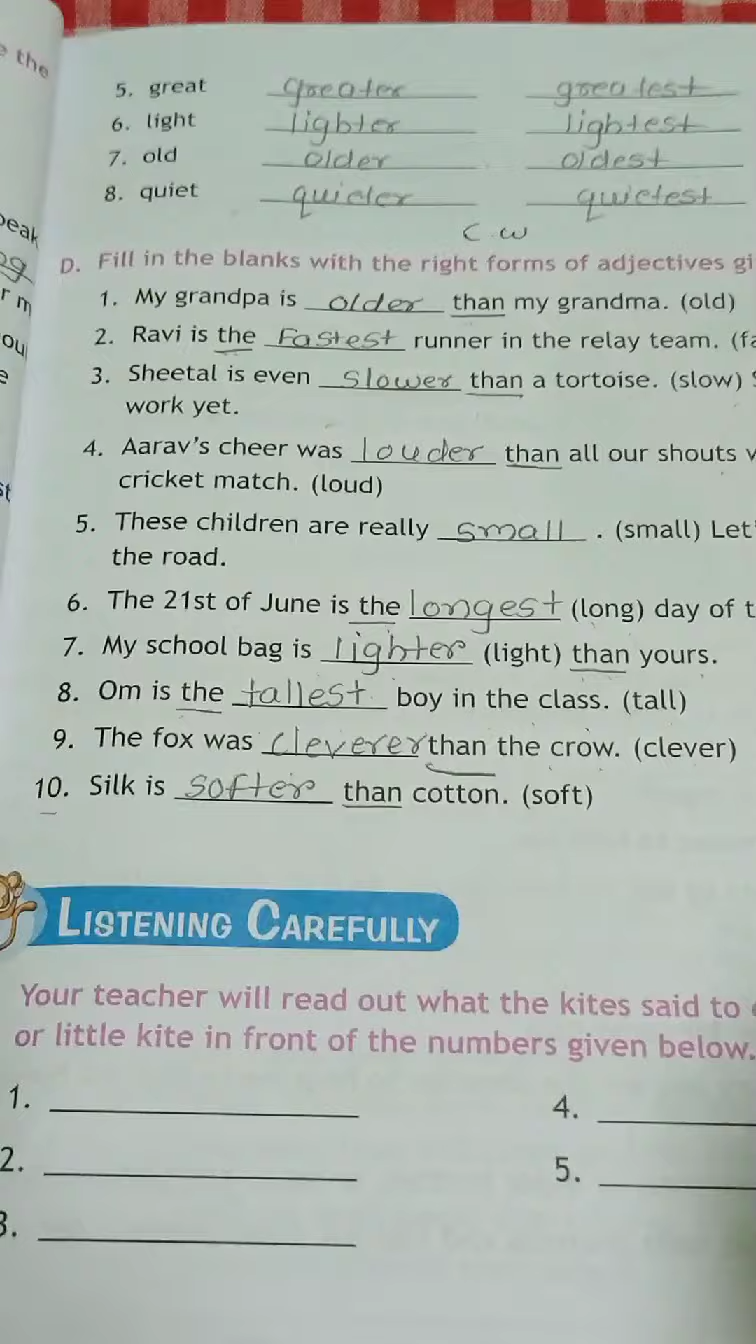 e the
5. great greater greatest
6. light lighter lightest
7. old older oldest
8. quiet quieter quietest
peak
C.W
D. Fill in the blanks with the right forms of adjectives gi
1. My grandpa is older than my grandma. (old)
2. Ravi is the Fastest runner in the relay team. (fa
3. Sheetal is even slower than a tortoise. (slow)
work yet.
4. Aarav's cheer was louder than all our shouts
cricket match. (loud)
5. These children are really small. (small) Let'
the road.
6. The 21st of June is the longest (long) day of t
7. My school bag is lighter (light) than yours.
8. Om is the tallest boy in the class. (tall)
9. The fox was cleverer than the crow. (clever)
10. Silk is softer than cotton. (soft)
LISTENING CAREFULLY
Your teacher will read out what the kites said to
or little kite in front of the numbers given below.
1. 4.
2. 5.
3.